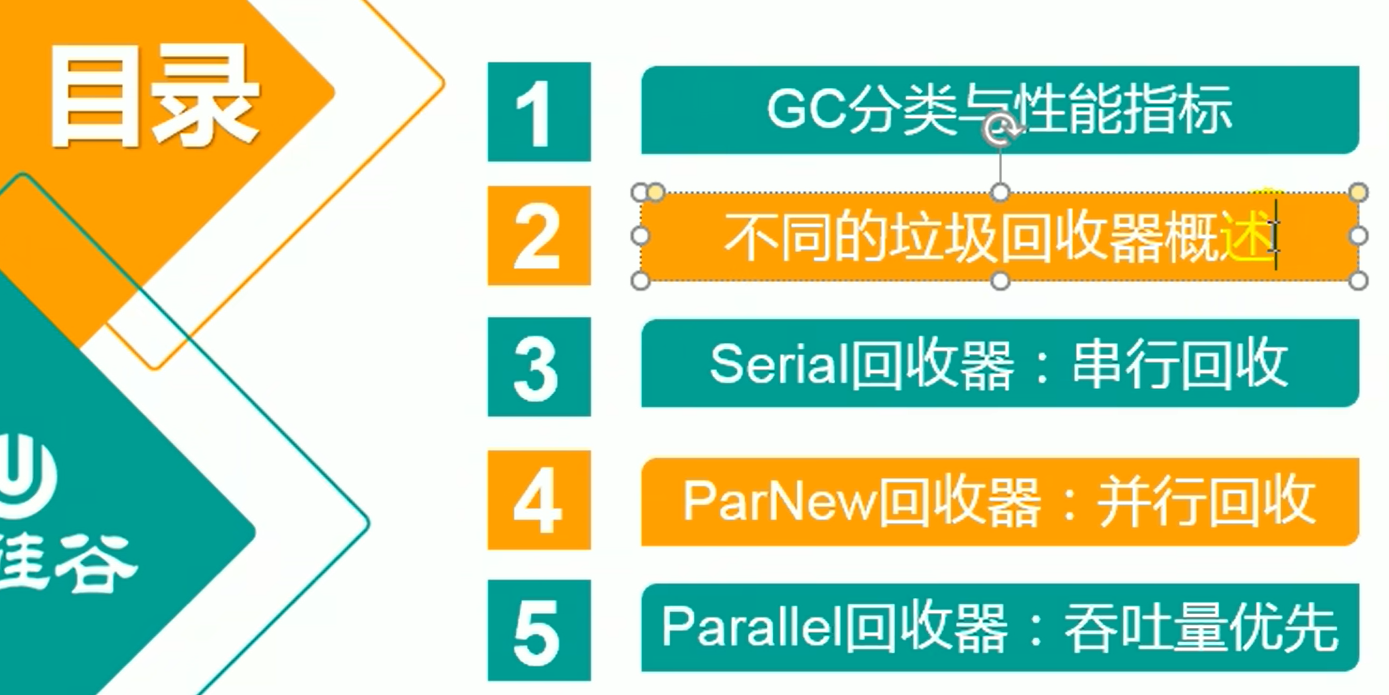 目录
1
GC分类与性能指标
2
不同的垃圾回收器概述
3
Serial回收器：串行回收
4
ParNew回收器：并行回收
5
Parallel回收器：吞吐量优先
硅谷